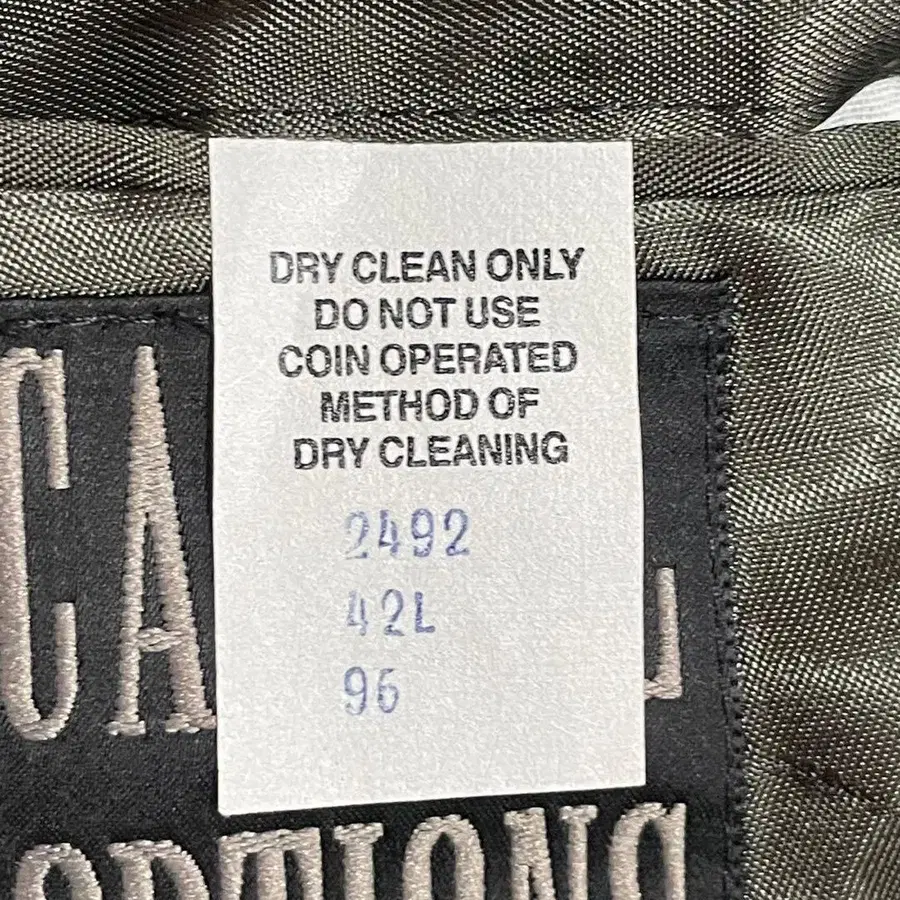 DRY CLEAN ONLY
DO NOT USE
COIN OPERATED
METHOD OF
DRY CLEANING
2492
42L
96